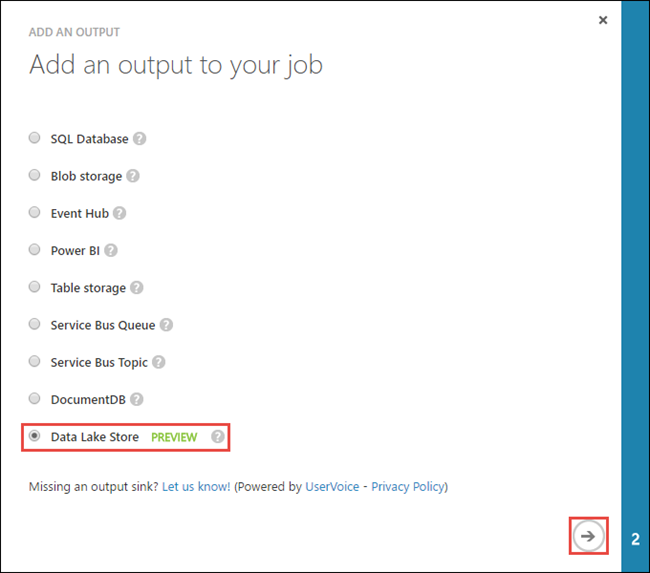 ADD AN OUTPUT
Add an output to your job
SQL Database ?
Blob storage ?
Event Hub ?
Power BI ?
Table storage ?
Service Bus Queue ?
Service Bus Topic ?
DocumentDB ?
Data Lake Store PREVIEW ?
Missing an output sink? Let us know! (Powered by UserVoice - Privacy Policy)
2